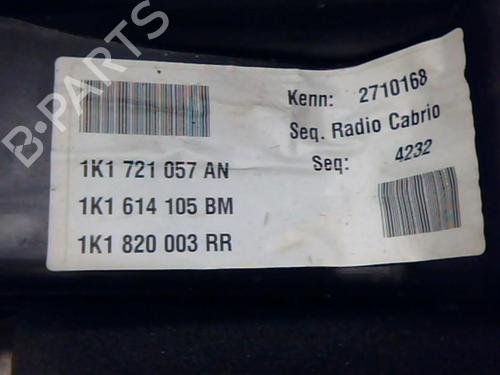 B·PARTS
Kenn: 2710168
Seq. Radio Cabrio
Seq: 4232
1K1 721 057 AN
1K1 614 105 BM
1K1 820 003 RR